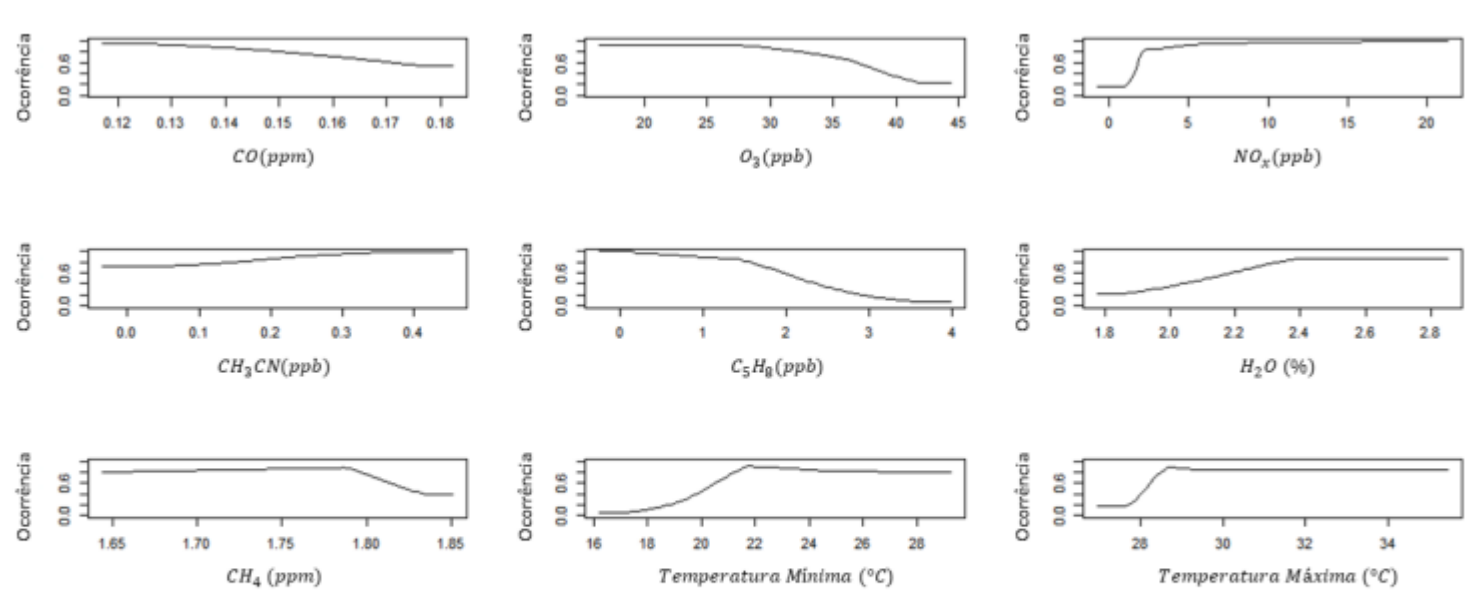 Ocorrência 0.0 0.6
0.12 0.13 0.14 0.15 0.16 0.17 0.18
CO(ppm)
Ocorrência 0.0 0.6
20 25 30 35 40 45
O₃(ppb)
Ocorrência 0.0 0.6
0 5 10 15 20
NOₓ(ppb)
Ocorrência 0.0 0.6
0.0 0.1 0.2 0.3 0.4
CH₃CN(ppb)
Ocorrência 0.0 0.6
0 1 2 3 4
C₅H₈(ppb)
Ocorrência 0.0 0.6
1.8 2.0 2.2 2.4 2.6 2.8
H₂O (%)
Ocorrência 0.0 0.6
1.65 1.70 1.75 1.80 1.85
CH₄ (ppm)
Ocorrência 0.0 0.6
16 18 20 22 24 26 28
Temperatura Mínima (°C)
Ocorrência 0.0 0.6
28 30 32 34
Temperatura Máxima (°C)